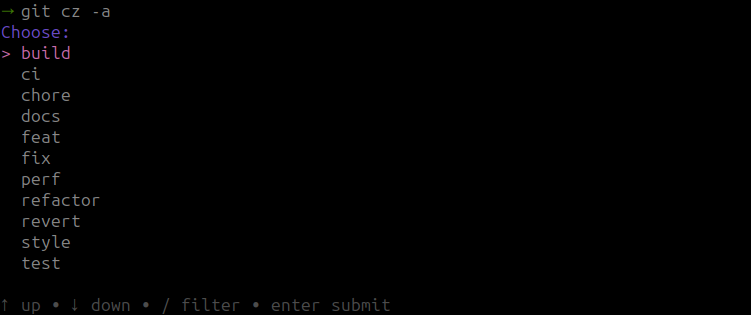 → git cz -a
Choose:
> build
  ci
  chore
  docs
  feat
  fix
  perf
  refactor
  revert
  style
  test
↑ up • ↓ down • / filter • enter submit